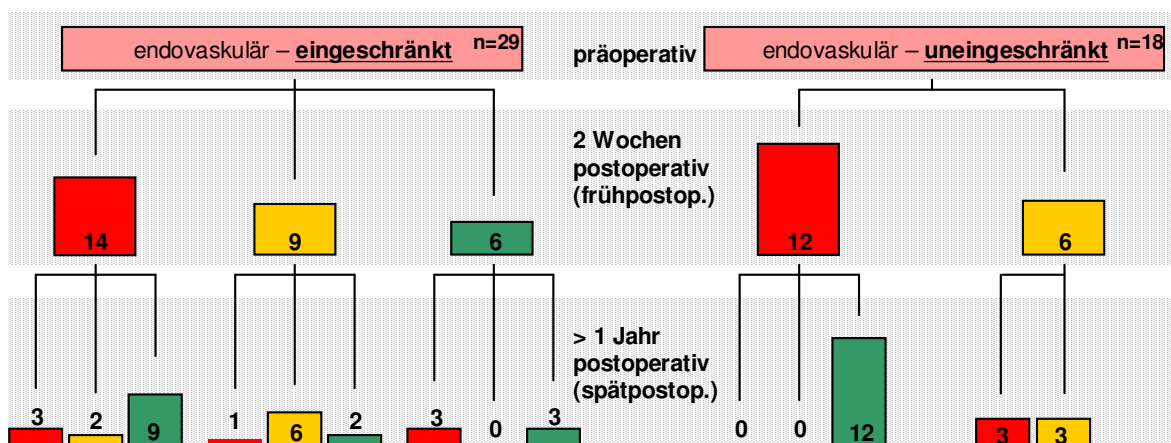 endovaskulär – eingeschränkt n=29
präoperativ
endovaskulär – uneingeschränkt n=18
2 Wochen
postoperativ
(frühpostop.)
14 9 6 12 6
> 1 Jahr
postoperativ
(spätpostop.)
3 2 9 1 6 2 3 0 3 0 0 12 3 3